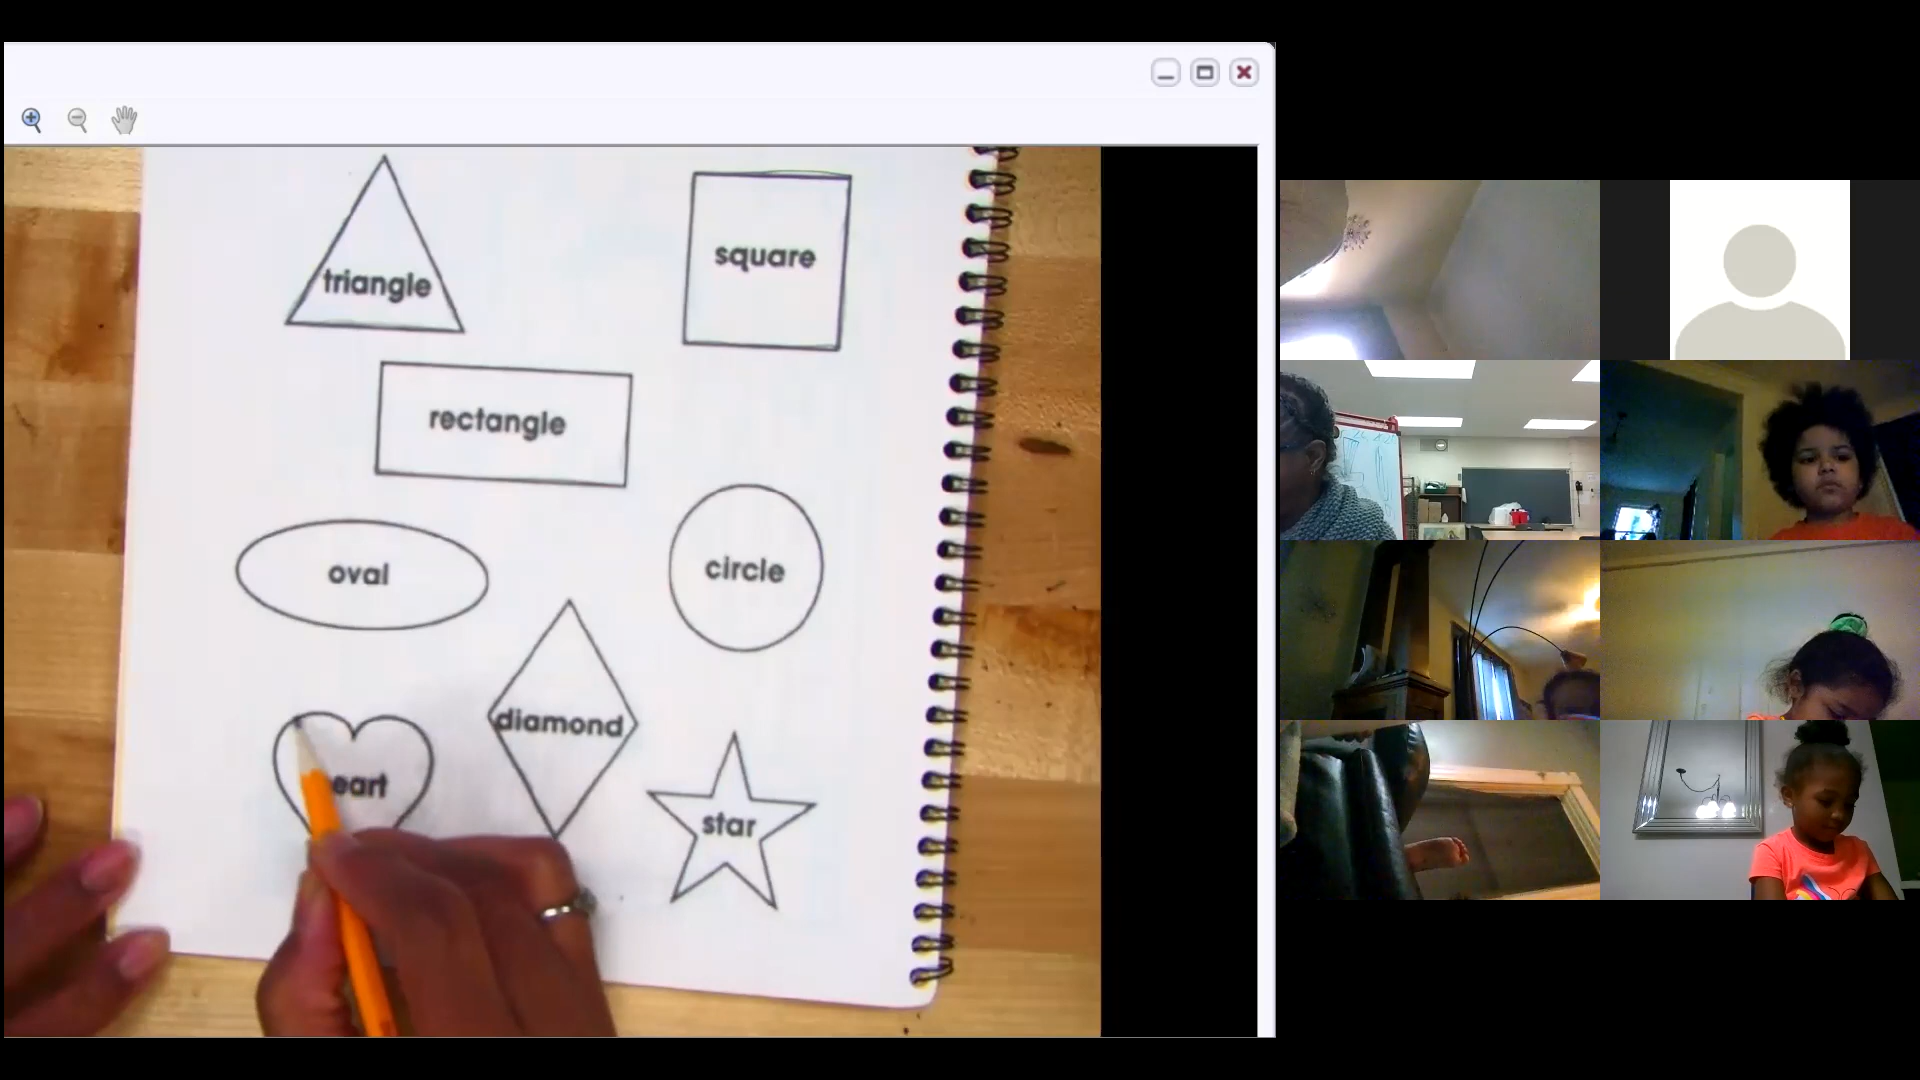 triangle
square
rectangle
oval
circle
diamond
eart
star